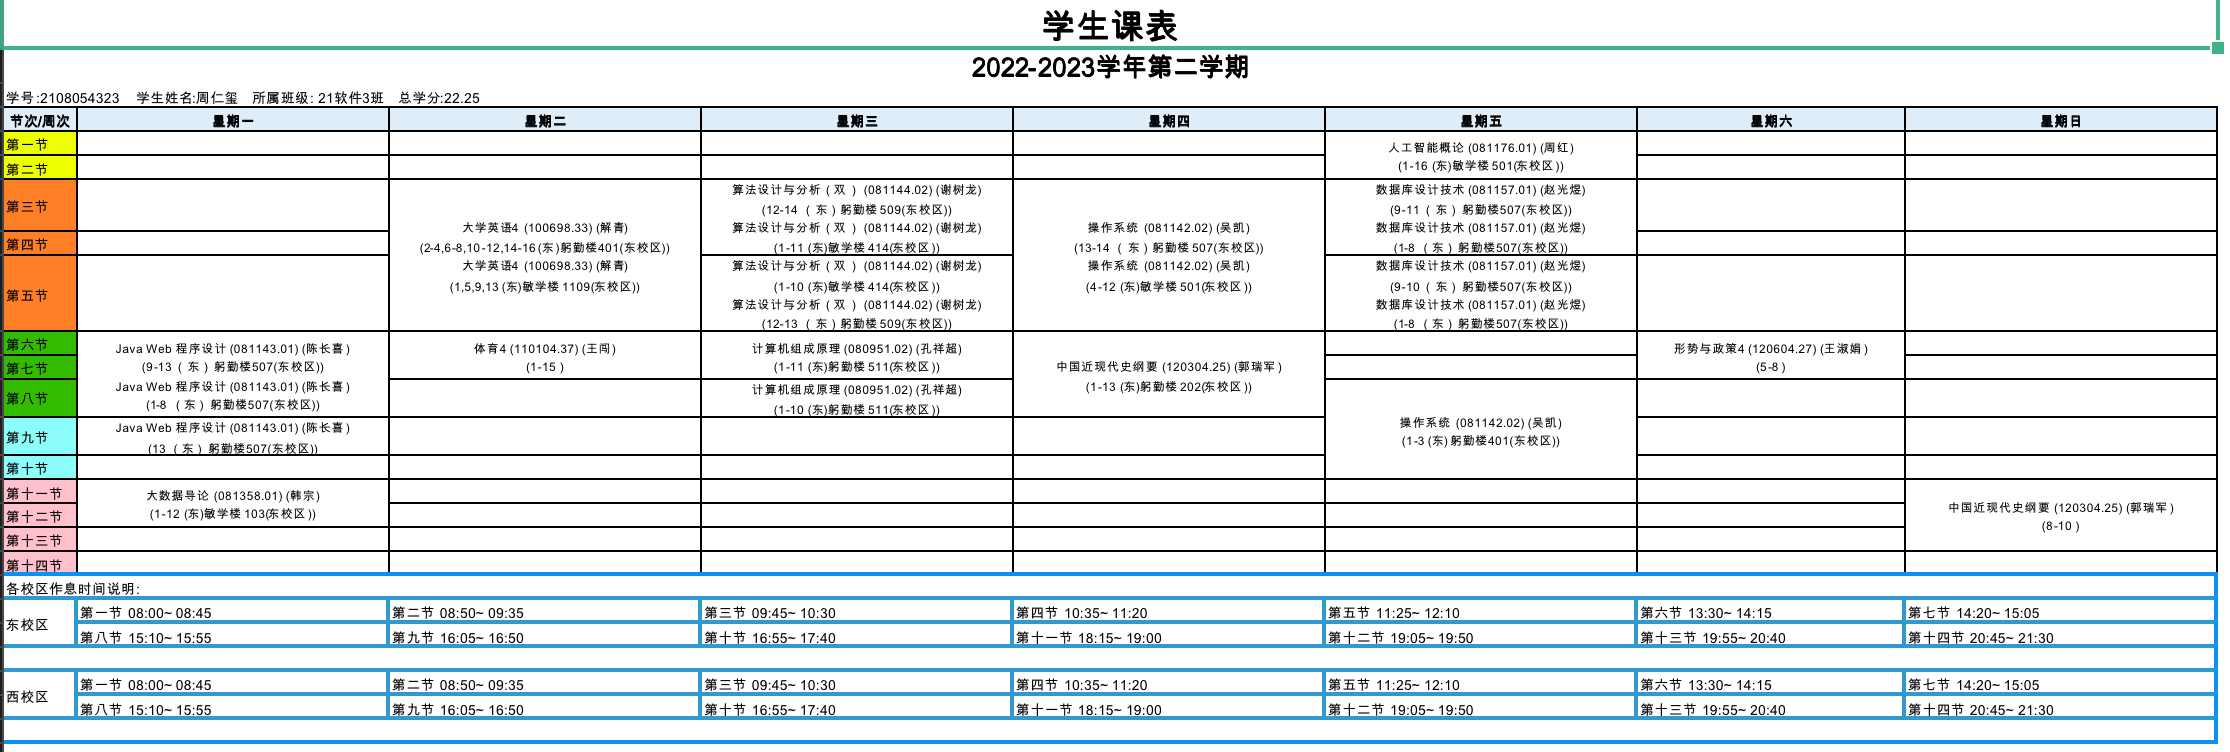 学生课表
2022-2023学年第二学期
学号:2108054323 学生姓名:周仁玺 所属班级: 21软件3班 总学分:22.25
节次/周次 星期一 星期二 星期三 星期四 星期五 星期六 星期日
第一节
第二节
人工智能概论 (081176.01) (周红)
(1-16 (东)敏学楼 501(东校区))
第三节
第四节
第五节
大学英语4 (100698.33) (解青)
(2-4,6-8,10-12,14-16 (东)躬勤楼401(东校区))
大学英语4 (100698.33) (解青)
(1,5,9,13 (东)敏学楼 1109(东校区))
算法设计与分析（双 ） (081144.02) (谢树龙)
(12-14 （东）躬勤楼 509(东校区))
算法设计与分析（双 ） (081144.02) (谢树龙)
(1-11 (东)敏学楼 414(东校区))
算法设计与分析（双 ） (081144.02) (谢树龙)
(1-10 (东)敏学楼 414(东校区))
算法设计与分析（双 ） (081144.02) (谢树龙)
(12-13 （东）躬勤楼 509(东校区))
操作系统 (081142.02) (吴凯)
(13-14 （东）躬勤楼 507(东校区))
操作系统 (081142.02) (吴凯)
(4-12 (东)敏学楼 501(东校区))
数据库设计技术 (081157.01) (赵光煜)
(9-11 （东）躬勤楼507(东校区))
数据库设计技术 (081157.01) (赵光煜)
(1-8 （东）躬勤楼507(东校区))
数据库设计技术 (081157.01) (赵光煜)
(9-10 （东）躬勤楼507(东校区))
数据库设计技术 (081157.01) (赵光煜)
(1-8 （东）躬勤楼507(东校区))
第六节
第七节
第八节
Java Web 程序设计 (081143.01) (陈长喜)
(9-13 （东）躬勤楼507(东校区))
Java Web 程序设计 (081143.01) (陈长喜)
(1-8 （东）躬勤楼507(东校区))
体育4 (110104.37) (王闯)
(1-15 )
计算机组成原理 (080951.02) (孔祥超)
(1-11 (东)躬勤楼 511(东校区))
计算机组成原理 (080951.02) (孔祥超)
(1-10 (东)躬勤楼 511(东校区))
中国近现代史纲要 (120304.25) (郭瑞军)
(1-13 (东)躬勤楼 202(东校区))
形势与政策4 (120604.27) (王淑娟)
(5-8 )
第九节
第十节
Java Web 程序设计 (081143.01) (陈长喜)
(13 （东）躬勤楼507(东校区))
操作系统 (081142.02) (吴凯)
(1-3 (东)躬勤楼401(东校区))
第十一节
第十二节
第十三节
第十四节
大数据导论 (081358.01) (韩宗)
(1-12 (东)敏学楼 103(东校区))
中国近现代史纲要 (120304.25) (郭瑞军)
(8-10 )
各校区作息时间说明:
东校区
第一节 08:00~ 08:45 第二节 08:50~ 09:35 第三节 09:45~ 10:30 第四节 10:35~ 11:20 第五节 11:25~ 12:10 第六节 13:30~ 14:15 第七节 14:20~ 15:05
第八节 15:10~ 15:55 第九节 16:05~ 16:50 第十节 16:55~ 17:40 第十一节 18:15~ 19:00 第十二节 19:05~ 19:50 第十三节 19:55~ 20:40 第十四节 20:45~ 21:30
西校区
第一节 08:00~ 08:45 第二节 08:50~ 09:35 第三节 09:45~ 10:30 第四节 10:35~ 11:20 第五节 11:25~ 12:10 第六节 13:30~ 14:15 第七节 14:20~ 15:05
第八节 15:10~ 15:55 第九节 16:05~ 16:50 第十节 16:55~ 17:40 第十一节 18:15~ 19:00 第十二节 19:05~ 19:50 第十三节 19:55~ 20:40 第十四节 20:45~ 21:30